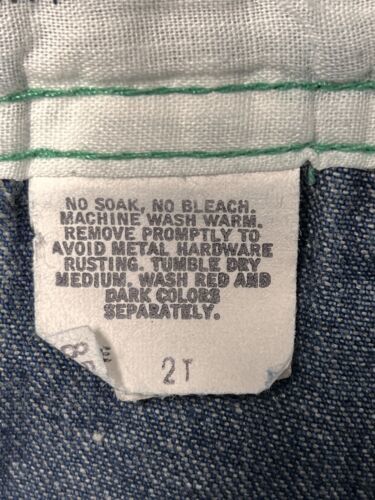 NO SOAK, NO BLEACH.
MACHINE WASH WARM.
REMOVE PROMPTLY TO
AVOID METAL HARDWARE
RUSTING. TUMBLE DRY
MEDIUM. WASH RED AND
DARK COLORS
SEPARATELY.
2T